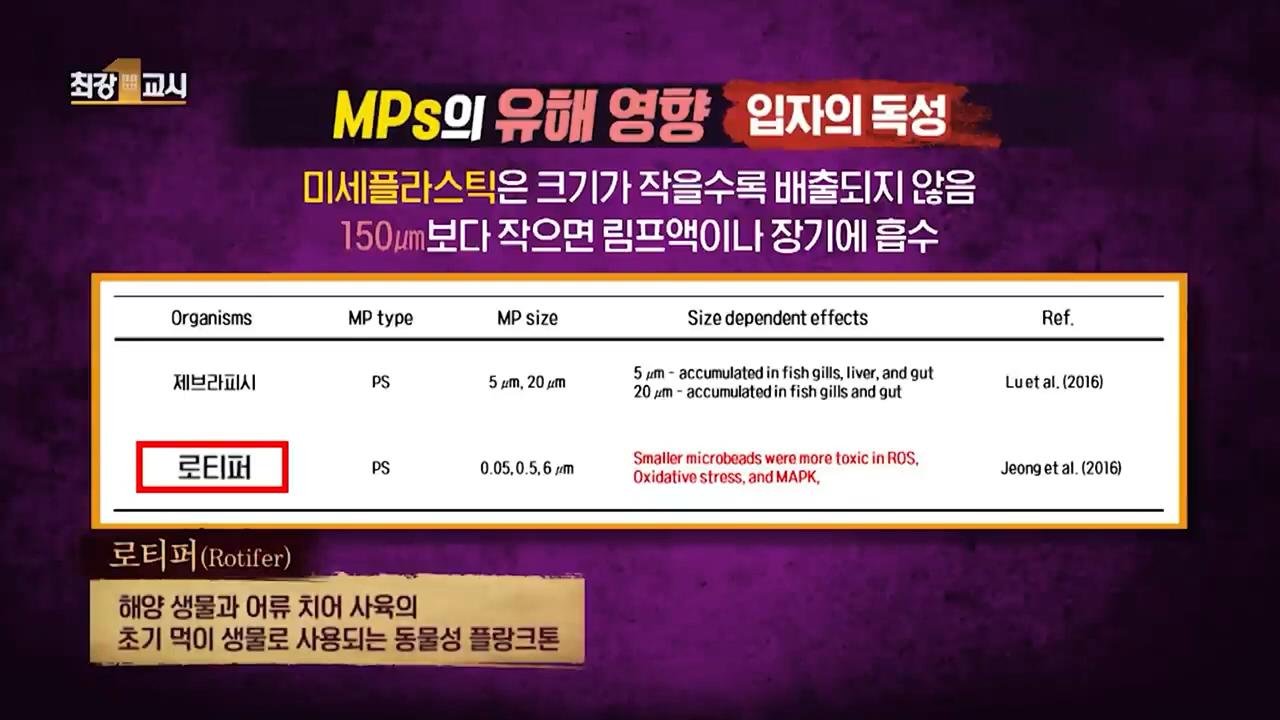 최강1교시
MPs의 유해 영향 입자의 독성
미세플라스틱은 크기가 작을수록 배출되지 않음
150㎛보다 작으면 림프액이나 장기에 흡수
Organisms MP type MP size Size dependent effects Ref.
제브라피시 PS 5 ㎛, 20 ㎛ 5 ㎛ - accumulated in fish gills, liver, and gut Lu et al. (2016)
20 ㎛ - accumulated in fish gills and gut
로티퍼 PS 0.05, 0.5, 6 ㎛ Smaller microbeads were more toxic in ROS, Jeong et al. (2016)
Oxidative stress, and MAPK,
로티퍼(Rotifer)
해양 생물과 어류 치어 사육의
초기 먹이 생물로 사용되는 동물성 플랑크톤